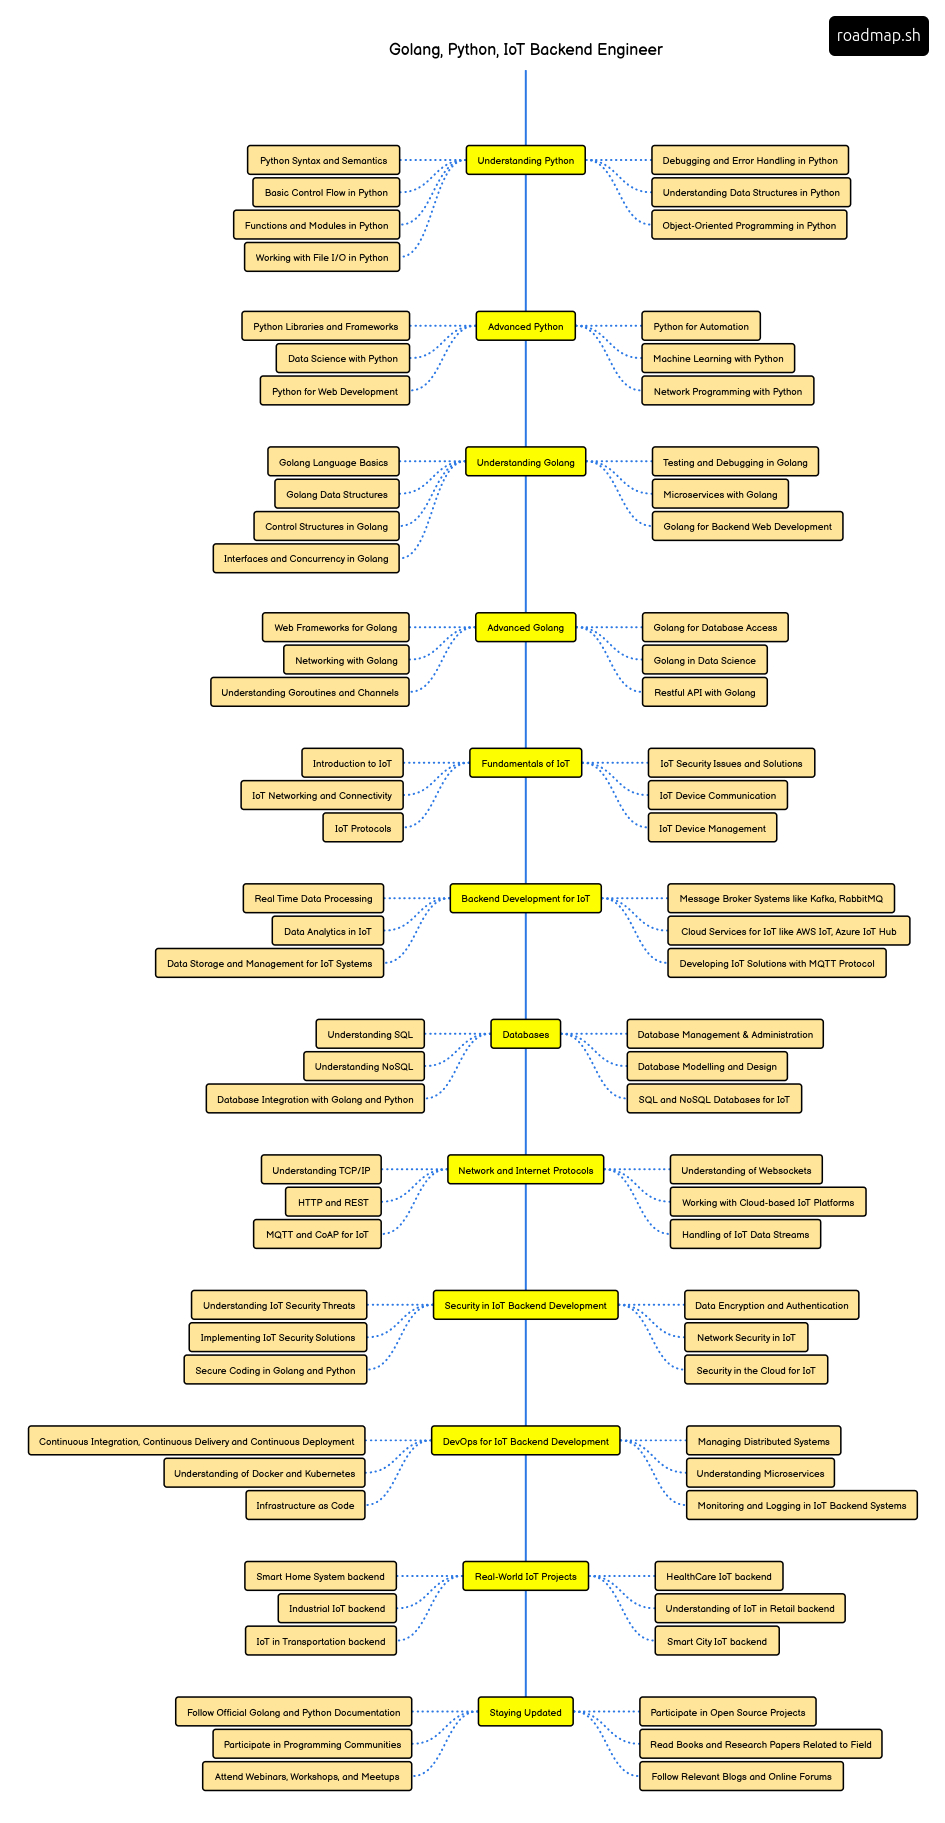 roadmap.sh
Golang, Python, IoT Backend Engineer
Understanding Python
Python Syntax and Semantics
Basic Control Flow in Python
Functions and Modules in Python
Working with File I/O in Python
Debugging and Error Handling in Python
Understanding Data Structures in Python
Object-Oriented Programming in Python
Advanced Python
Python Libraries and Frameworks
Data Science with Python
Python for Web Development
Python for Automation
Machine Learning with Python
Network Programming with Python
Understanding Golang
Golang Language Basics
Golang Data Structures
Control Structures in Golang
Interfaces and Concurrency in Golang
Testing and Debugging in Golang
Microservices with Golang
Golang for Backend Web Development
Advanced Golang
Web Frameworks for Golang
Networking with Golang
Understanding Goroutines and Channels
Golang for Database Access
Golang in Data Science
Restful API with Golang
Fundamentals of IoT
Introduction to IoT
IoT Networking and Connectivity
IoT Protocols
IoT Security Issues and Solutions
IoT Device Communication
IoT Device Management
Backend Development for IoT
Real Time Data Processing
Data Analytics in IoT
Data Storage and Management for IoT Systems
Message Broker Systems like Kafka, RabbitMQ
Cloud Services for IoT like AWS IoT, Azure IoT Hub
Developing IoT Solutions with MQTT Protocol
Databases
Understanding SQL
Understanding NoSQL
Database Integration with Golang and Python
Database Management & Administration
Database Modelling and Design
SQL and NoSQL Databases for IoT
Network and Internet Protocols
Understanding TCP/IP
HTTP and REST
MQTT and CoAP for IoT
Understanding of Websockets
Working with Cloud-based IoT Platforms
Handling of IoT Data Streams
Security in IoT Backend Development
Understanding IoT Security Threats
Implementing IoT Security Solutions
Secure Coding in Golang and Python
Data Encryption and Authentication
Network Security in IoT
Security in the Cloud for IoT
DevOps for IoT Backend Development
Continuous Integration, Continuous Delivery and Continuous Deployment
Understanding of Docker and Kubernetes
Infrastructure as Code
Managing Distributed Systems
Understanding Microservices
Monitoring and Logging in IoT Backend Systems
Real-World IoT Projects
Smart Home System backend
Industrial IoT backend
IoT in Transportation backend
HealthCare IoT backend
Understanding of IoT in Retail backend
Smart City IoT backend
Staying Updated
Follow Official Golang and Python Documentation
Participate in Programming Communities
Attend Webinars, Workshops, and Meetups
Participate in Open Source Projects
Read Books and Research Papers Related to Field
Follow Relevant Blogs and Online Forums